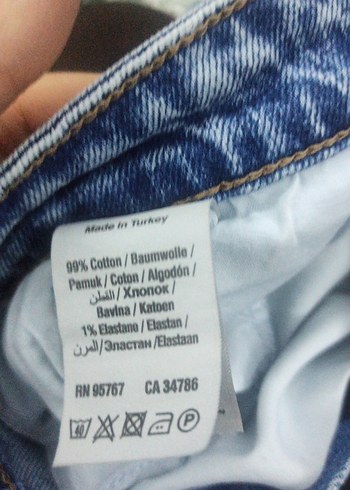 Made in Turkey
99% Cotton / Baumwolle /
Pamuk / Coton / Algodón /
القطن / Хлопок /
Bavlna / Katoen
1% Elastano / Elastan /
المرن/Эластан /Elastaan
RN 95767 CA 34786
40 P